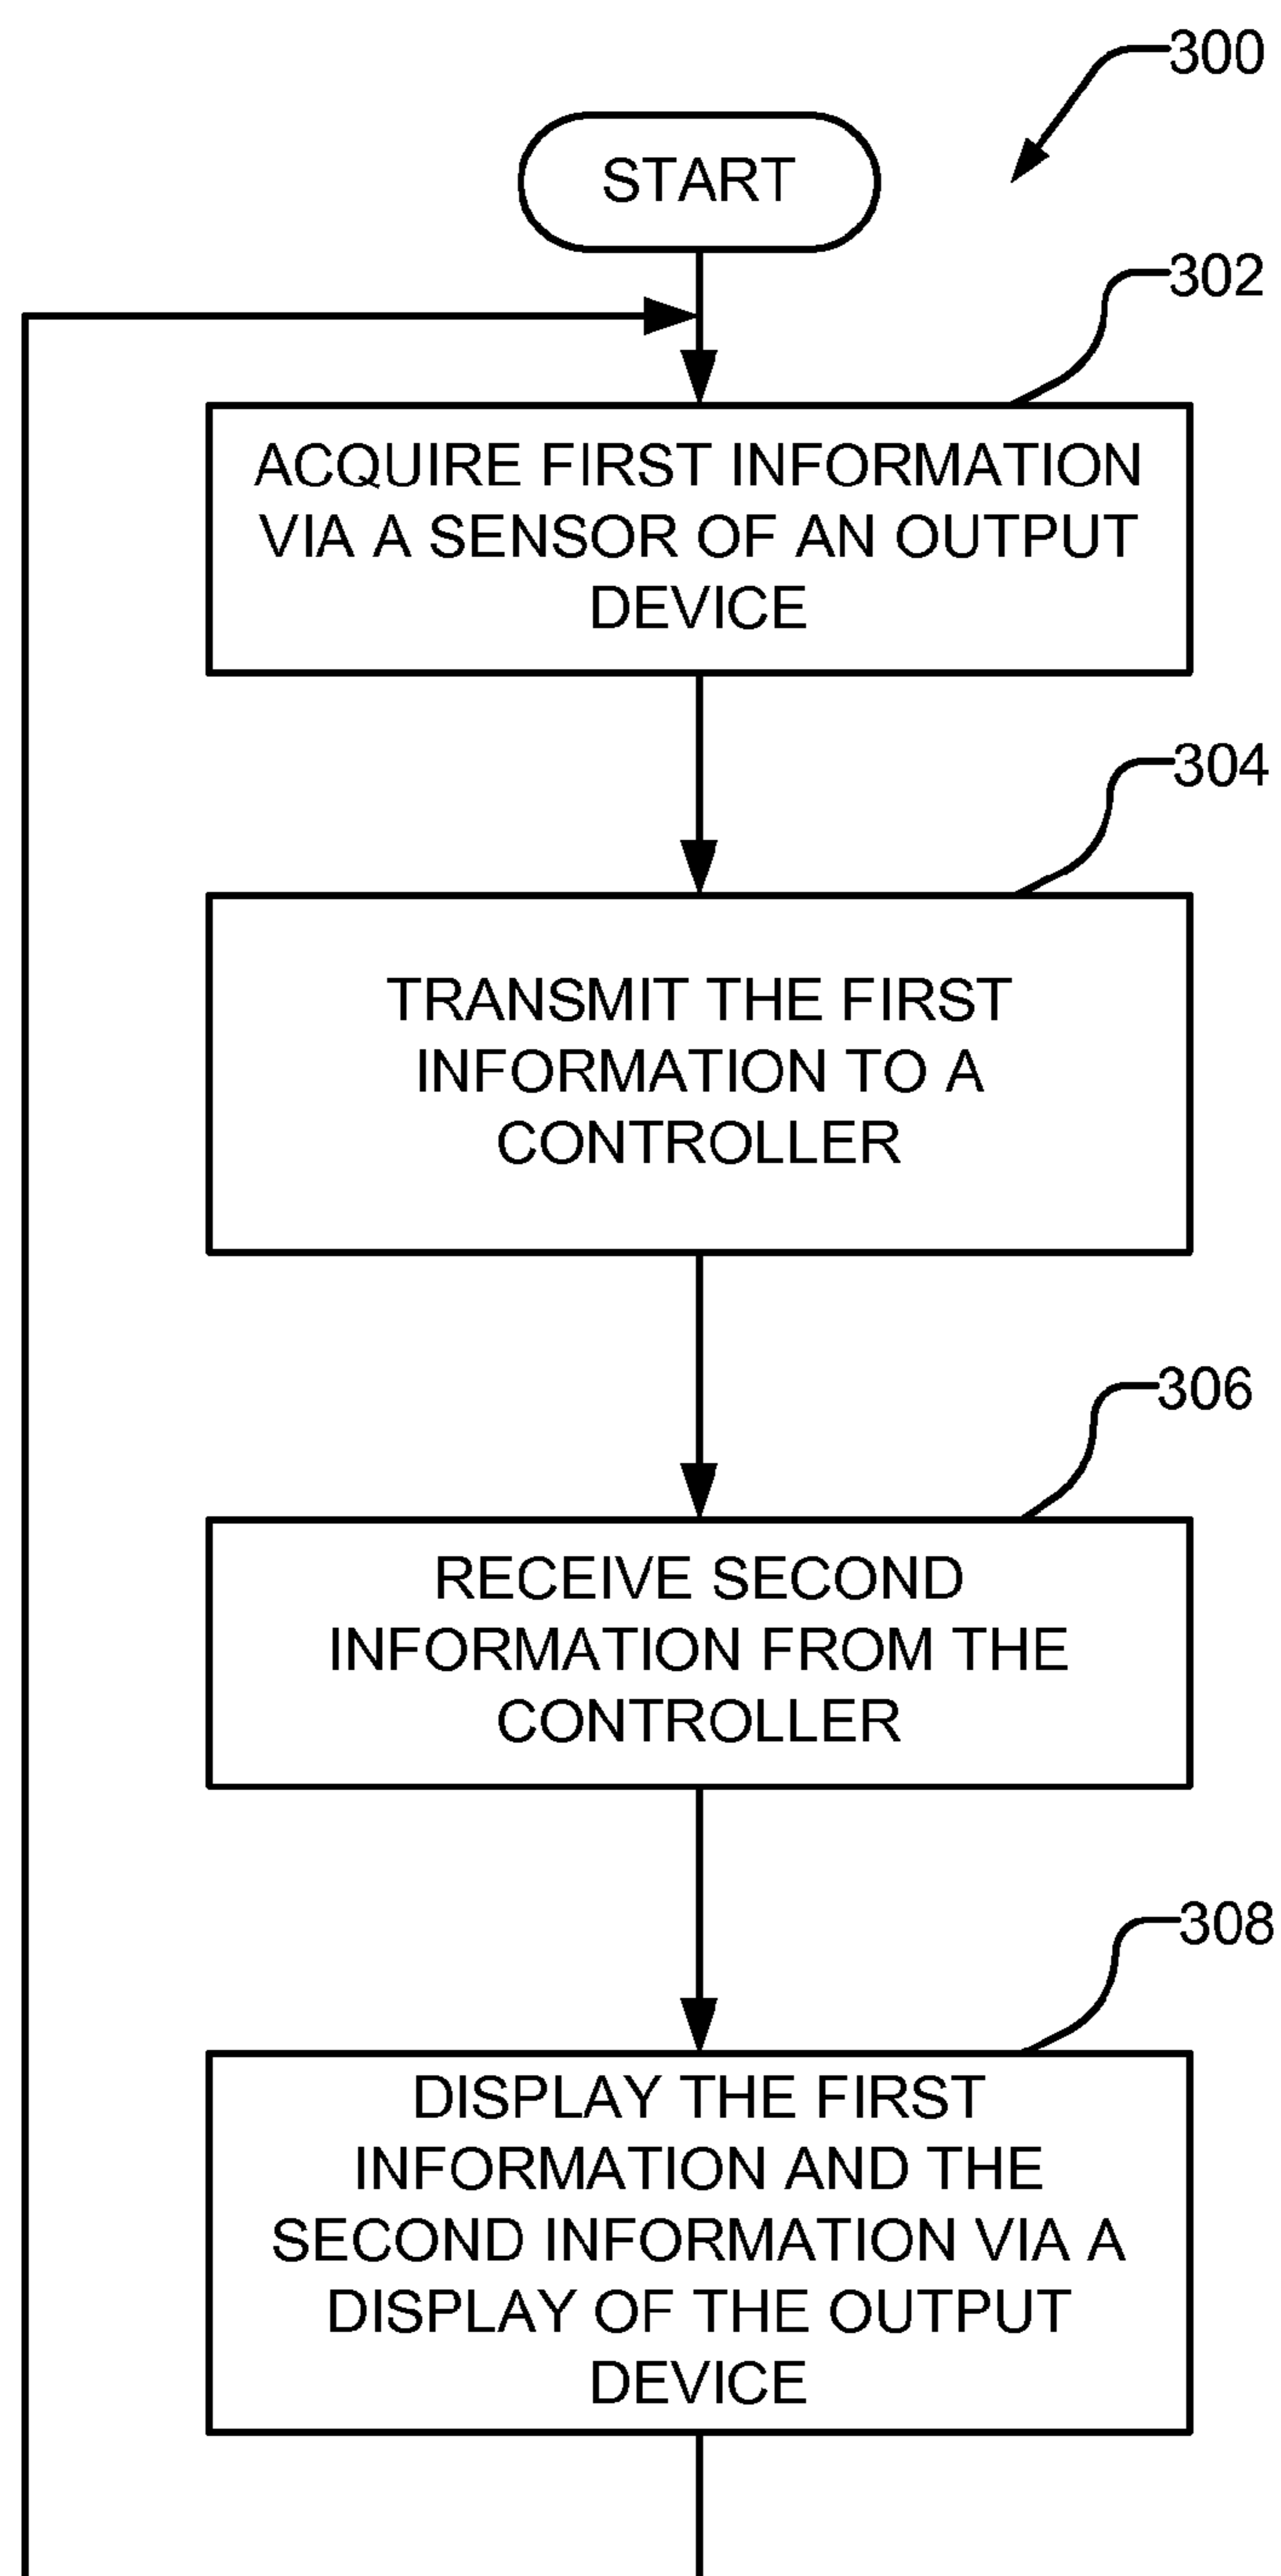 300
START
302
ACQUIRE FIRST INFORMATION
VIA A SENSOR OF AN OUTPUT
DEVICE
304
TRANSMIT THE FIRST
INFORMATION TO A
CONTROLLER
306
RECEIVE SECOND
INFORMATION FROM THE
CONTROLLER
308
DISPLAY THE FIRST
INFORMATION AND THE
SECOND INFORMATION VIA A
DISPLAY OF THE OUTPUT
DEVICE